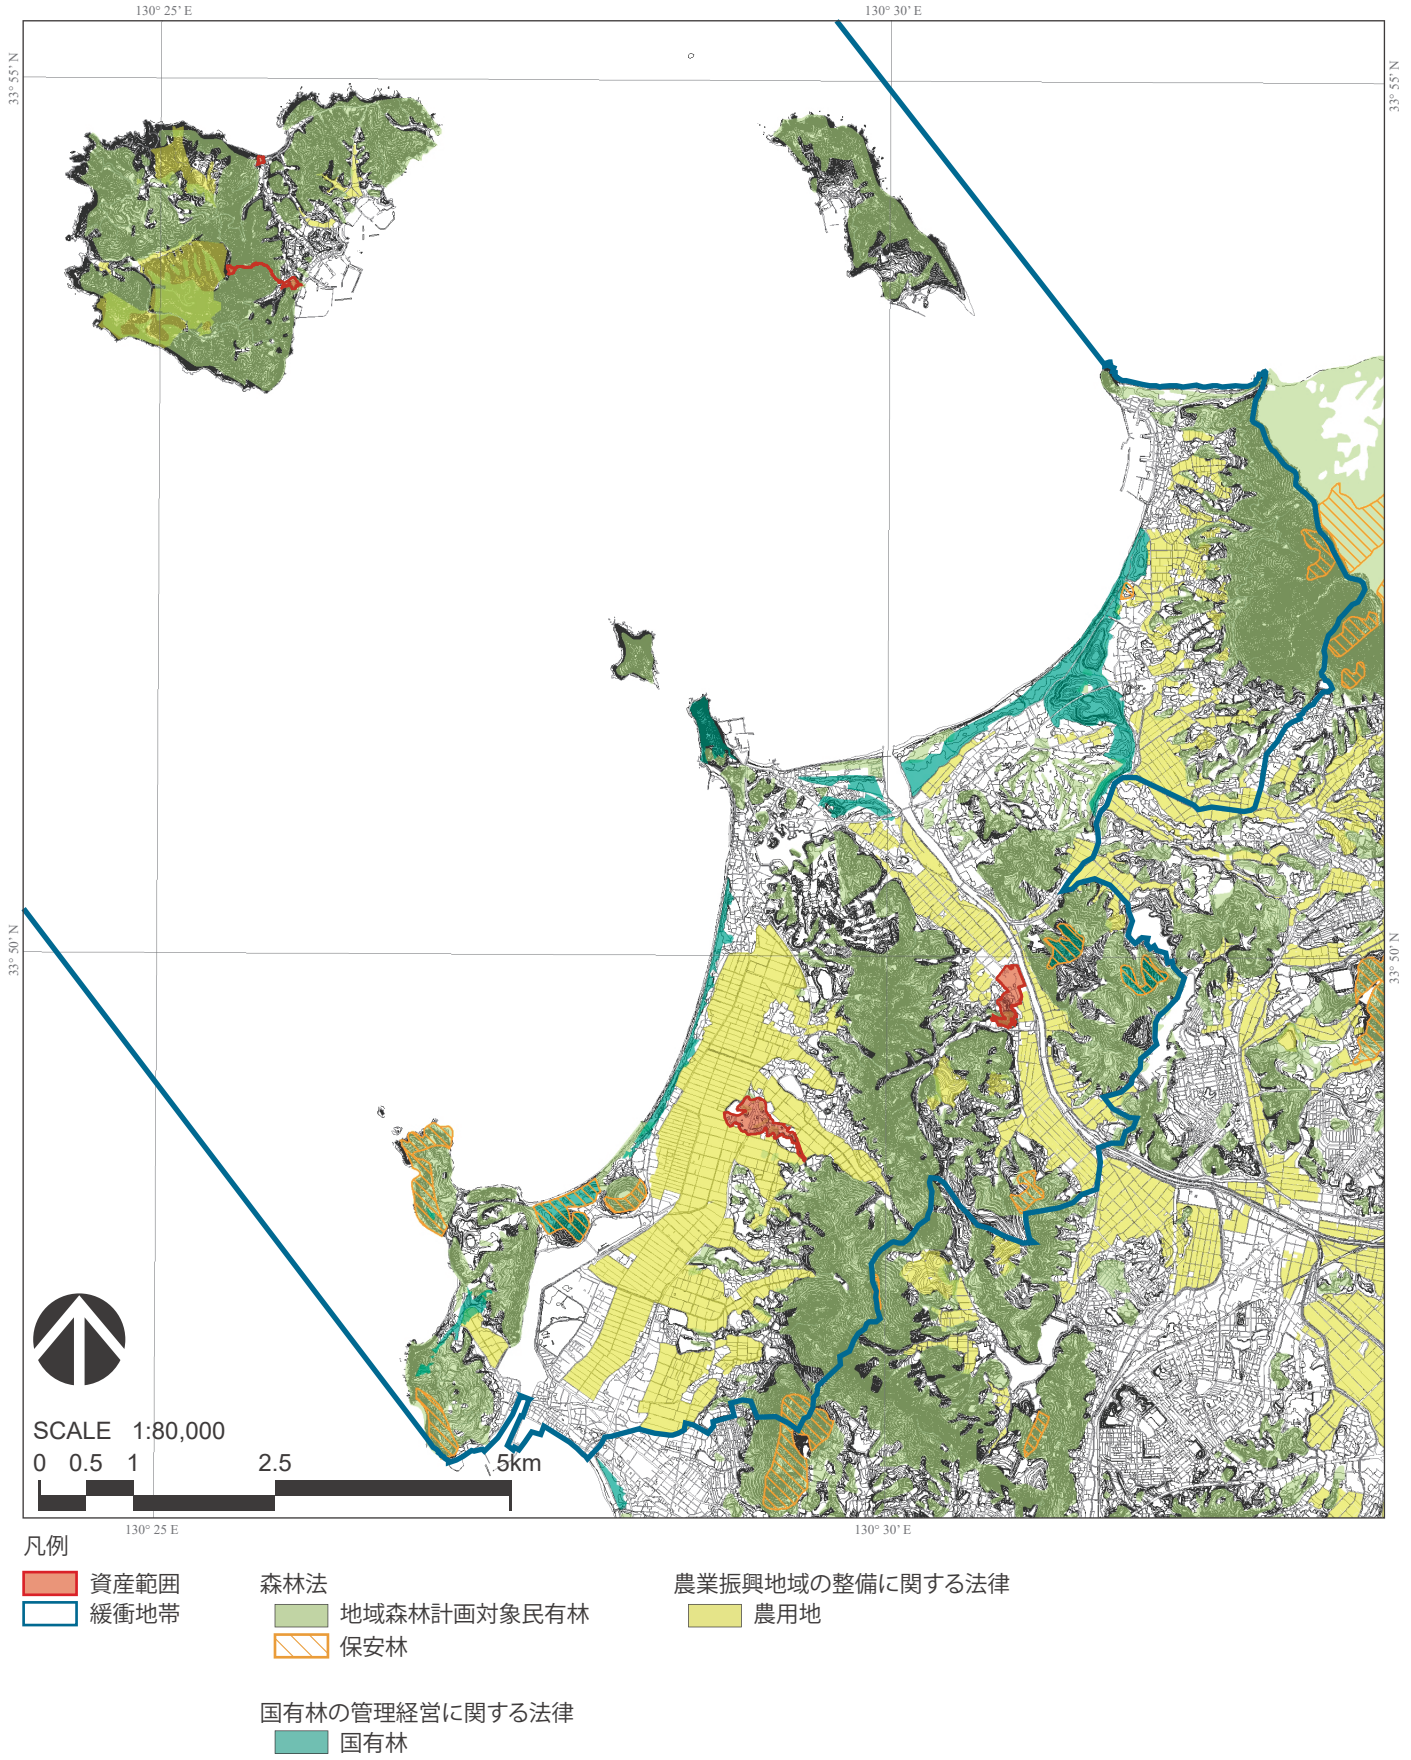 130° 25’ E
130° 30’ E
33° 55’ N
33° 55’ N
33° 50’ N
33° 50’ N
SCALE 1:80,000
0 0.5 1 2.5 5km
130° 25 E
130° 30’ E
凡例
資産範囲
緩衝地帯
森林法
地域森林計画対象民有林
保安林
国有林の管理経営に関する法律
国有林
農業振興地域の整備に関する法律
農用地